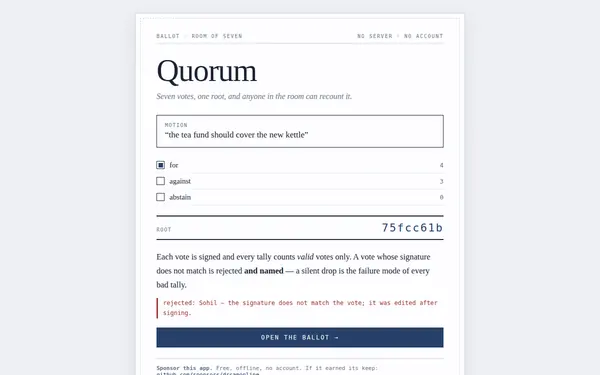 BALLOT · ROOM OF SEVEN
NO SERVER · NO ACCOUNT
Quorum
Seven votes, one root, and anyone in the room can recount it.
MOTION
“the tea fund should cover the new kettle”
for 4
against 3
abstain 0
ROOT 75fcc61b
Each vote is signed and every tally counts valid votes only. A vote whose signature
does not match is rejected and named — a silent drop is the failure mode of every
bad tally.
rejected: Sohil — the signature does not match the vote; it was edited after
signing.
OPEN THE BALLOT →
Sponsor this app. Free, offline, no account. If it earned its keep: